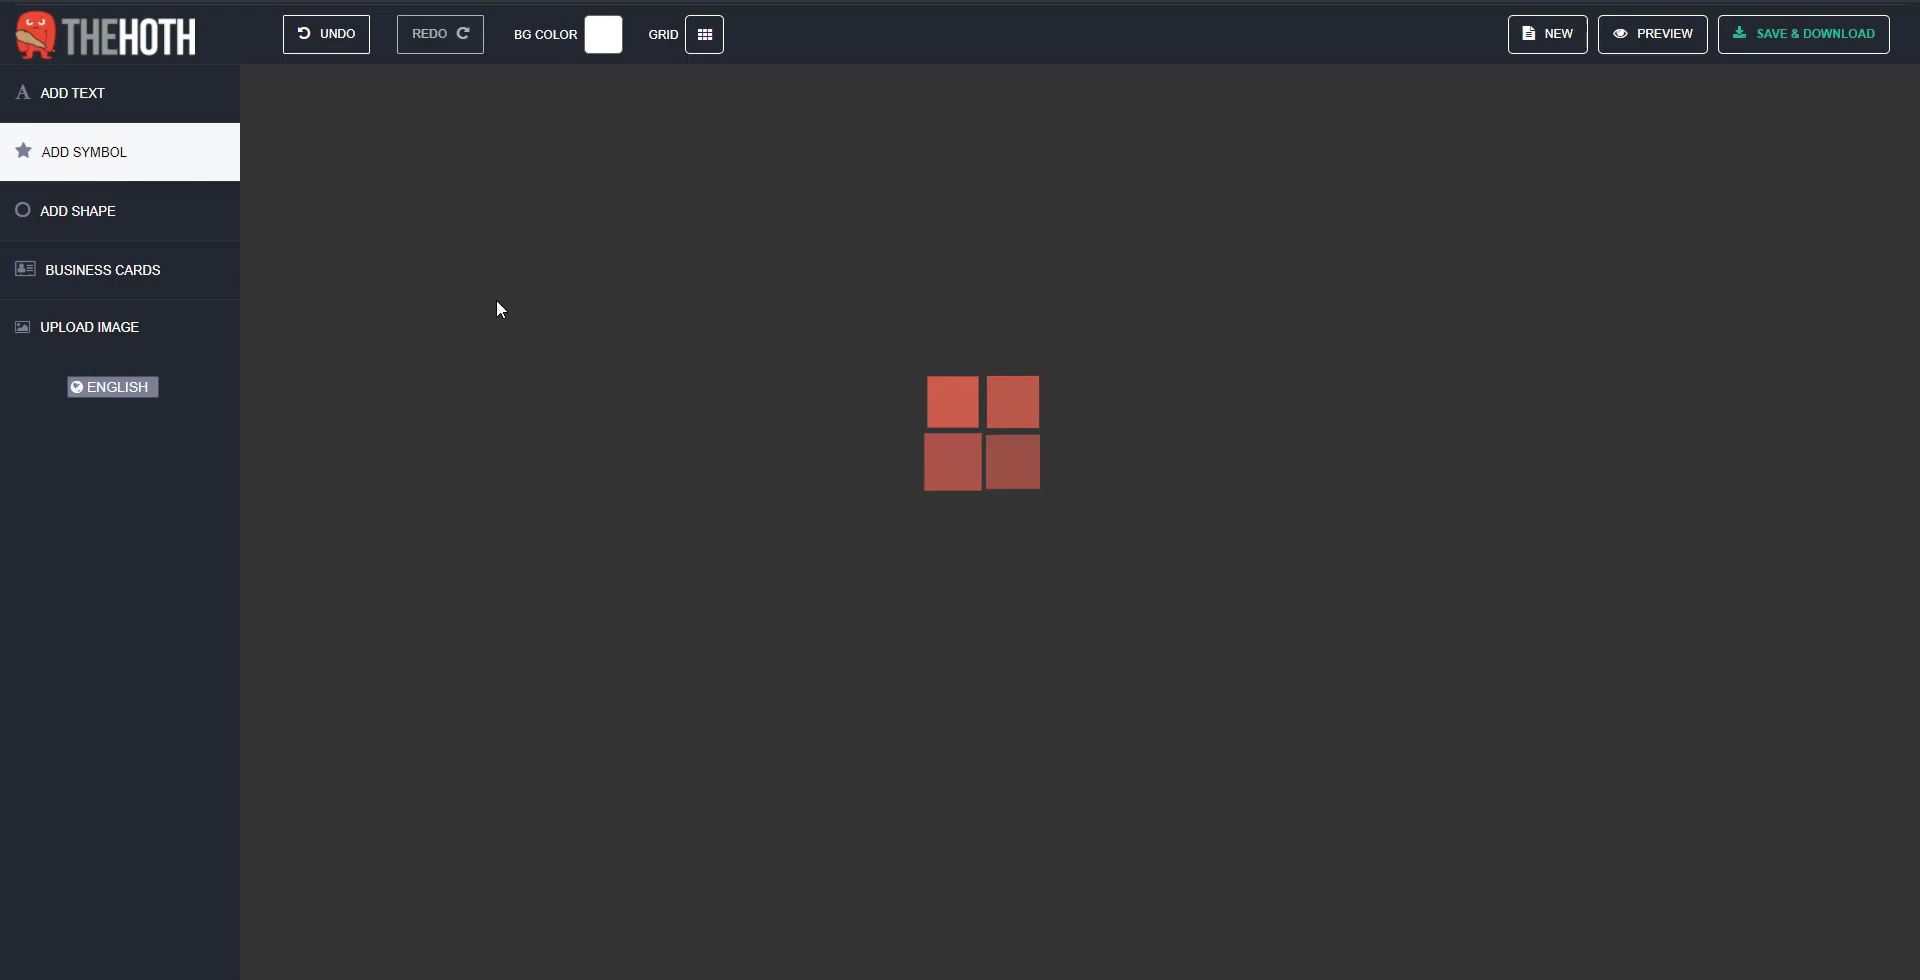 THEHOTH
UNDO
REDO
BG COLOR
GRID
NEW
PREVIEW
SAVE & DOWNLOAD
ADD TEXT
ADD SYMBOL
ADD SHAPE
BUSINESS CARDS
UPLOAD IMAGE
ENGLISH